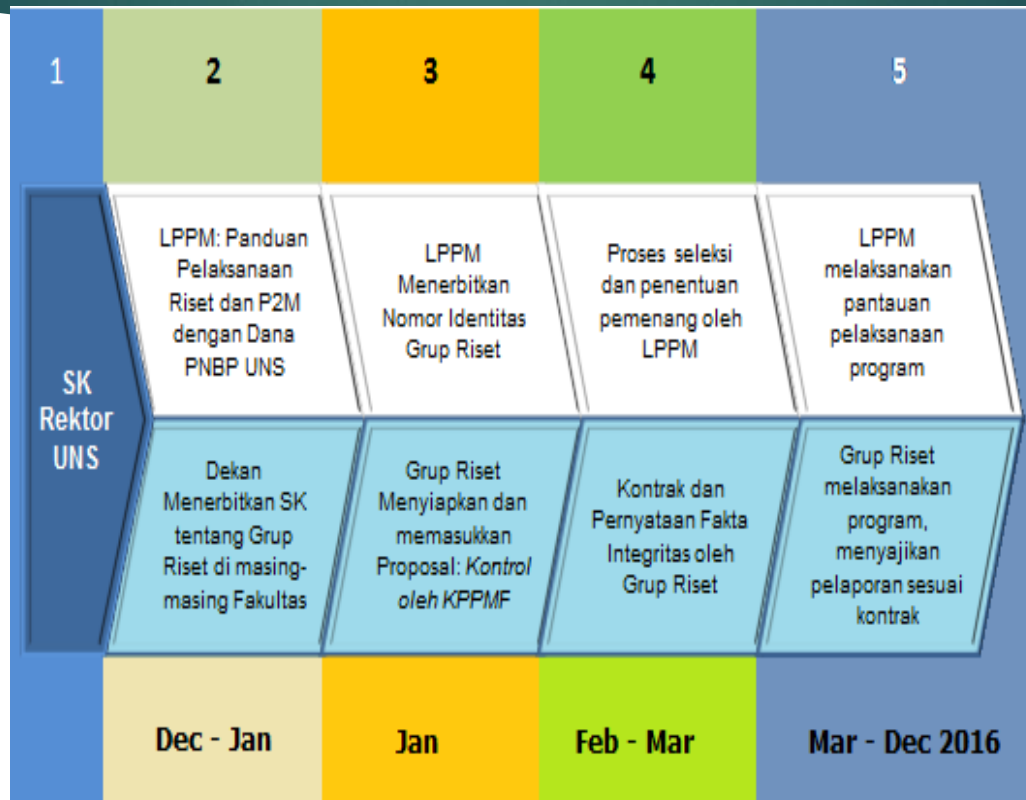 1
2
3
4
5
SK
Rektor
UNS
LPPM: Panduan
Pelaksanaan
Riset dan P2M
dengan Dana
PNBP UNS
LPPM
Menerbitkan
Nomor Identitas
Grup Riset
Proses seleksi
dan penentuan
pemenang oleh
LPPM
LPPM
melaksanakan
pantauan
pelaksanaan
program
Dekan
Menerbitkan SK
tentang Grup
Riset di masing-
masing Fakultas
Grup Riset
Menyiapkan dan
memasukkan
Proposal: Kontrol
oleh KPPMF
Kontrak dan
Pernyataan Fakta
Integritas oleh
Grup Riset
Grup Riset
melaksanakan
program,
menyajikan
pelaporan sesuai
kontrak
Dec - Jan
Jan
Feb - Mar
Mar - Dec 2016